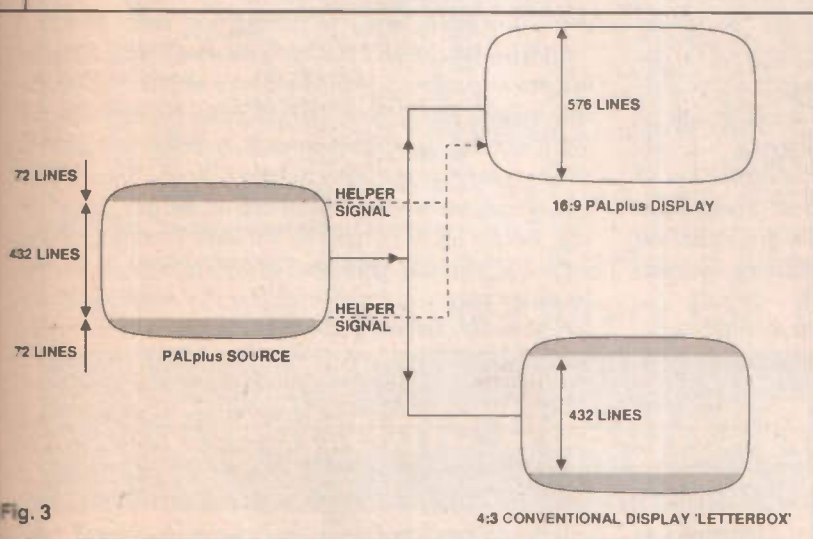 576 LINES
16:9 PALplus DISPLAY
72 LINES
432 LINES
72 LINES
HELPER
SIGNAL
HELPER
SIGNAL
PALplus SOURCE
432 LINES
4:3 CONVENTIONAL DISPLAY 'LETTERBOX'
Fig. 3